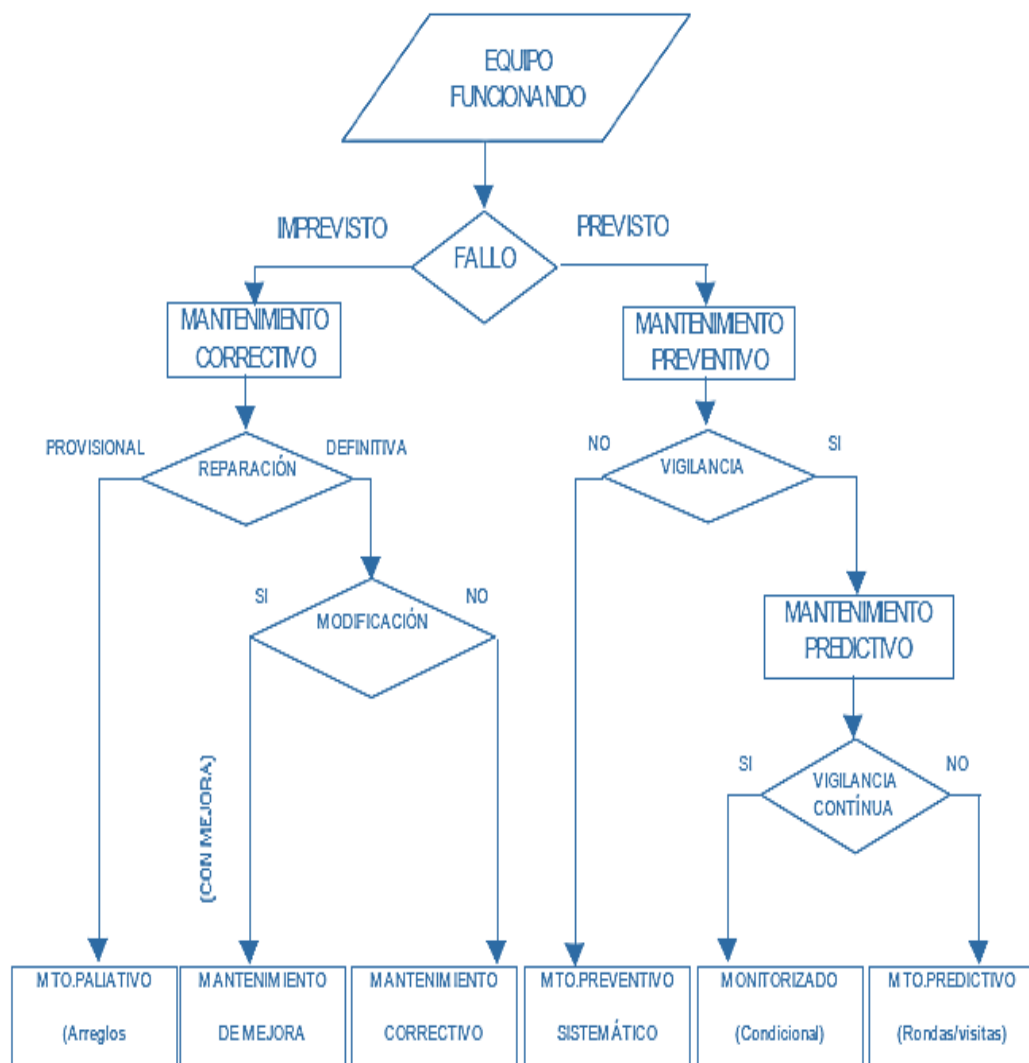 EQUIPO
FUNCIONANDO
IMPREVISTO
PREVISTO
FALLO
MANTENIMIENTO
CORRECTIVO
MANTENIMIENTO
PREVENTIVO
PROVISIONAL
DEFINITIVA
REPARACIÓN
NO
SI
VIGILANCIA
SI
NO
MODIFICACIÓN
MANTENIMIENTO
PREDICTIVO
(CON MEJORA)
SI
NO
VIGILANCIA
CONTÍNUA
MTO.PALIATIVO
(Arreglos
MANTENIMIENTO
DE MEJORA
MANTENIMIENTO
CORRECTIVO
MTO.PREVENTIVO
SISTEMÁTICO
MONITORIZADO
(Condicional)
MTO.PREDICTIVO
(Rondas/visitas)